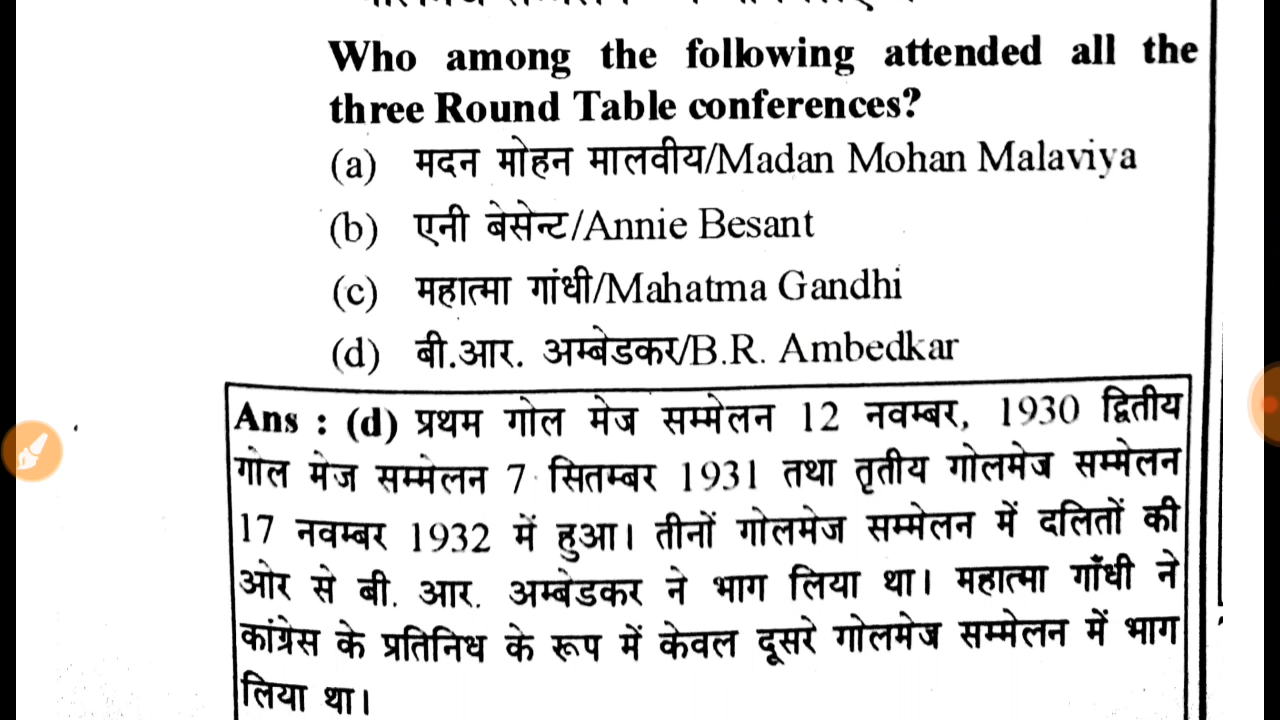 Who among the following attended all the
three Round Table conferences?
(a) मदन मोहन मालवीय/Madan Mohan Malaviya
(b) एनी बेसेन्ट/Annie Besant
(c) महात्मा गांधी/Mahatma Gandhi
(d) बी.आर. अम्बेडकर/B.R. Ambedkar
Ans : (d) प्रथम गोल मेज सम्मेलन 12 नवम्बर, 1930 द्वितीय
गोल मेज सम्मेलन 7 सितम्बर 1931 तथा तृतीय गोलमेज सम्मेलन
17 नवम्बर 1932 में हुआ। तीनों गोलमेज सम्मेलन में दलितों की
ओर से बी. आर. अम्बेडकर ने भाग लिया था। महात्मा गाँधी ने
कांग्रेस के प्रतिनिध के रूप में केवल दूसरे गोलमेज सम्मेलन में भाग
लिया था।